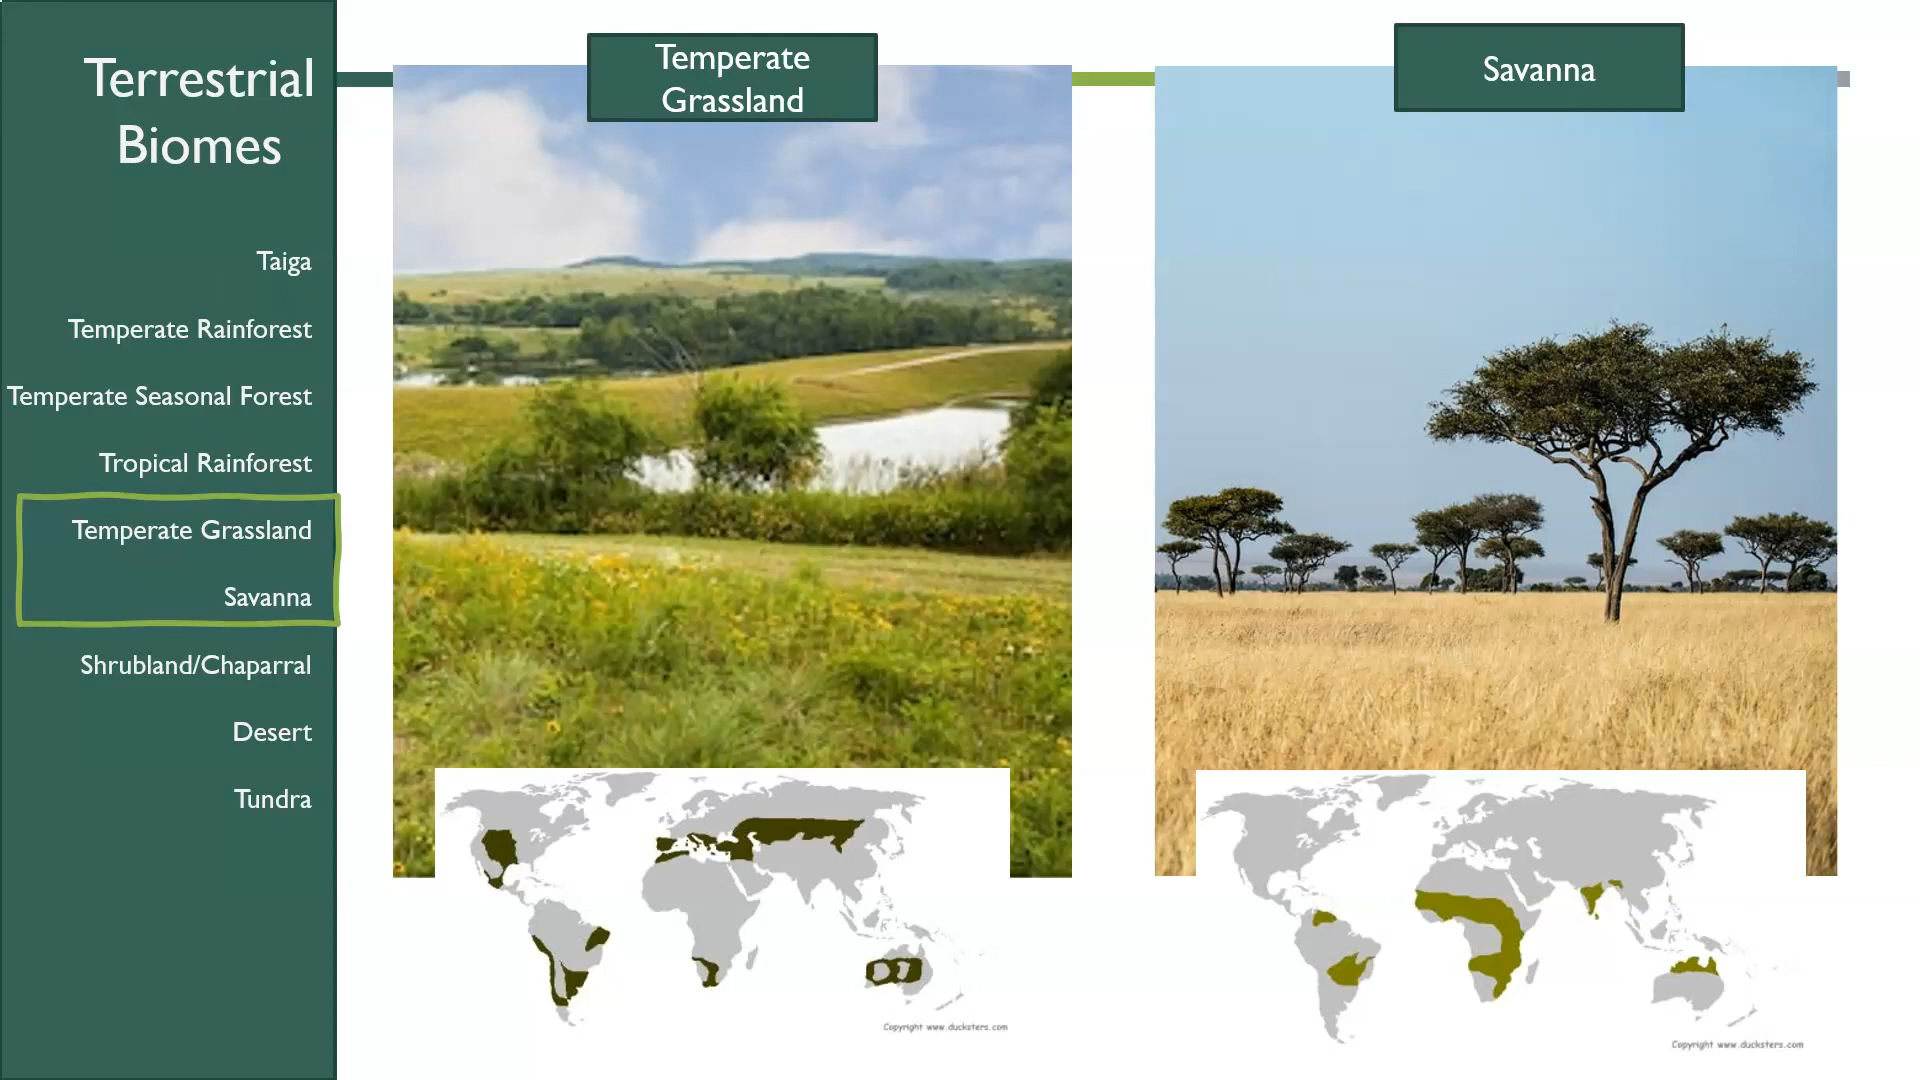 Terrestrial
Biomes
Taiga
Temperate Rainforest
Temperate Seasonal Forest
Tropical Rainforest
Temperate Grassland
Savanna
Shrubland/Chaparral
Desert
Tundra
Temperate
Grassland
Savanna
Copyright www.ducksters.com
Copyright www.ducksters.com